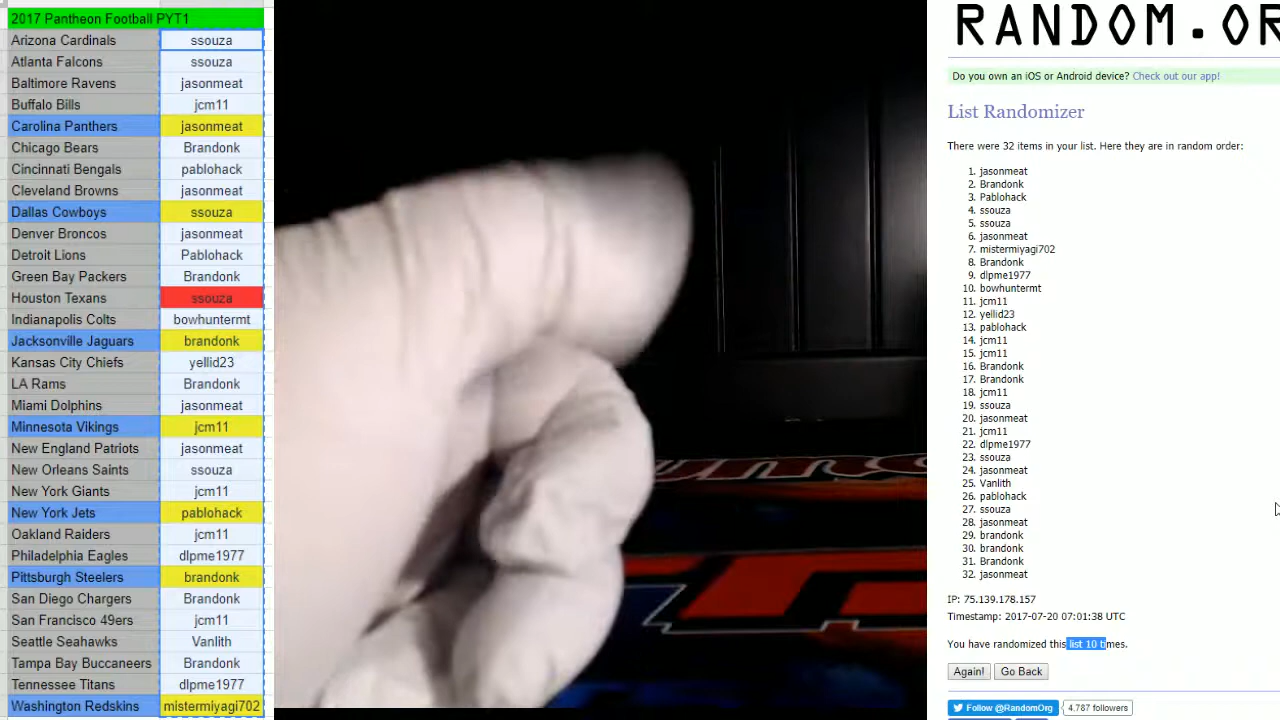 2017 Pantheon Football PYT1
Arizona Cardinals ssouza
Atlanta Falcons ssouza
Baltimore Ravens jasonmeat
Buffalo Bills jcm11
Carolina Panthers jasonmeat
Chicago Bears Brandonk
Cincinnati Bengals pablohack
Cleveland Browns jasonmeat
Dallas Cowboys ssouza
Denver Broncos jasonmeat
Detroit Lions Pablohack
Green Bay Packers Brandonk
Houston Texans ssouza
Indianapolis Colts bowhuntermt
Jacksonville Jaguars brandonk
Kansas City Chiefs yellid23
LA Rams Brandonk
Miami Dolphins jasonmeat
Minnesota Vikings jcm11
New England Patriots jasonmeat
New Orleans Saints ssouza
New York Giants jcm11
New York Jets pablohack
Oakland Raiders jcm11
Philadelphia Eagles dlpme1977
Pittsburgh Steelers brandonk
San Diego Chargers Brandonk
San Francisco 49ers jcm11
Seattle Seahawks Vanlith
Tampa Bay Buccaneers Brandonk
Tennessee Titans dlpme1977
Washington Redskins mistermiyagi702
RANDOM.OR
Do you own an iOS or Android device? Check out our app!
List Randomizer
There were 32 items in your list. Here they are in random order:
1. jasonmeat
2. Brandonk
3. Pablohack
4. ssouza
5. ssouza
6. jasonmeat
7. mistermiyagi702
8. Brandonk
9. dlpme1977
10. bowhuntermt
11. jcm11
12. yellid23
13. pablohack
14. jcm11
15. jcm11
16. Brandonk
17. Brandonk
18. jcm11
19. ssouza
20. jasonmeat
21. jcm11
22. dlpme1977
23. ssouza
24. jasonmeat
25. Vanlith
26. pablohack
27. ssouza
28. jasonmeat
29. brandonk
30. brandonk
31. Brandonk
32. jasonmeat
IP: 75.139.178.157
Timestamp: 2017-07-20 07:01:38 UTC
You have randomized this list 10 times.
Again! Go Back
Follow @RandomOrg 4,787 followers